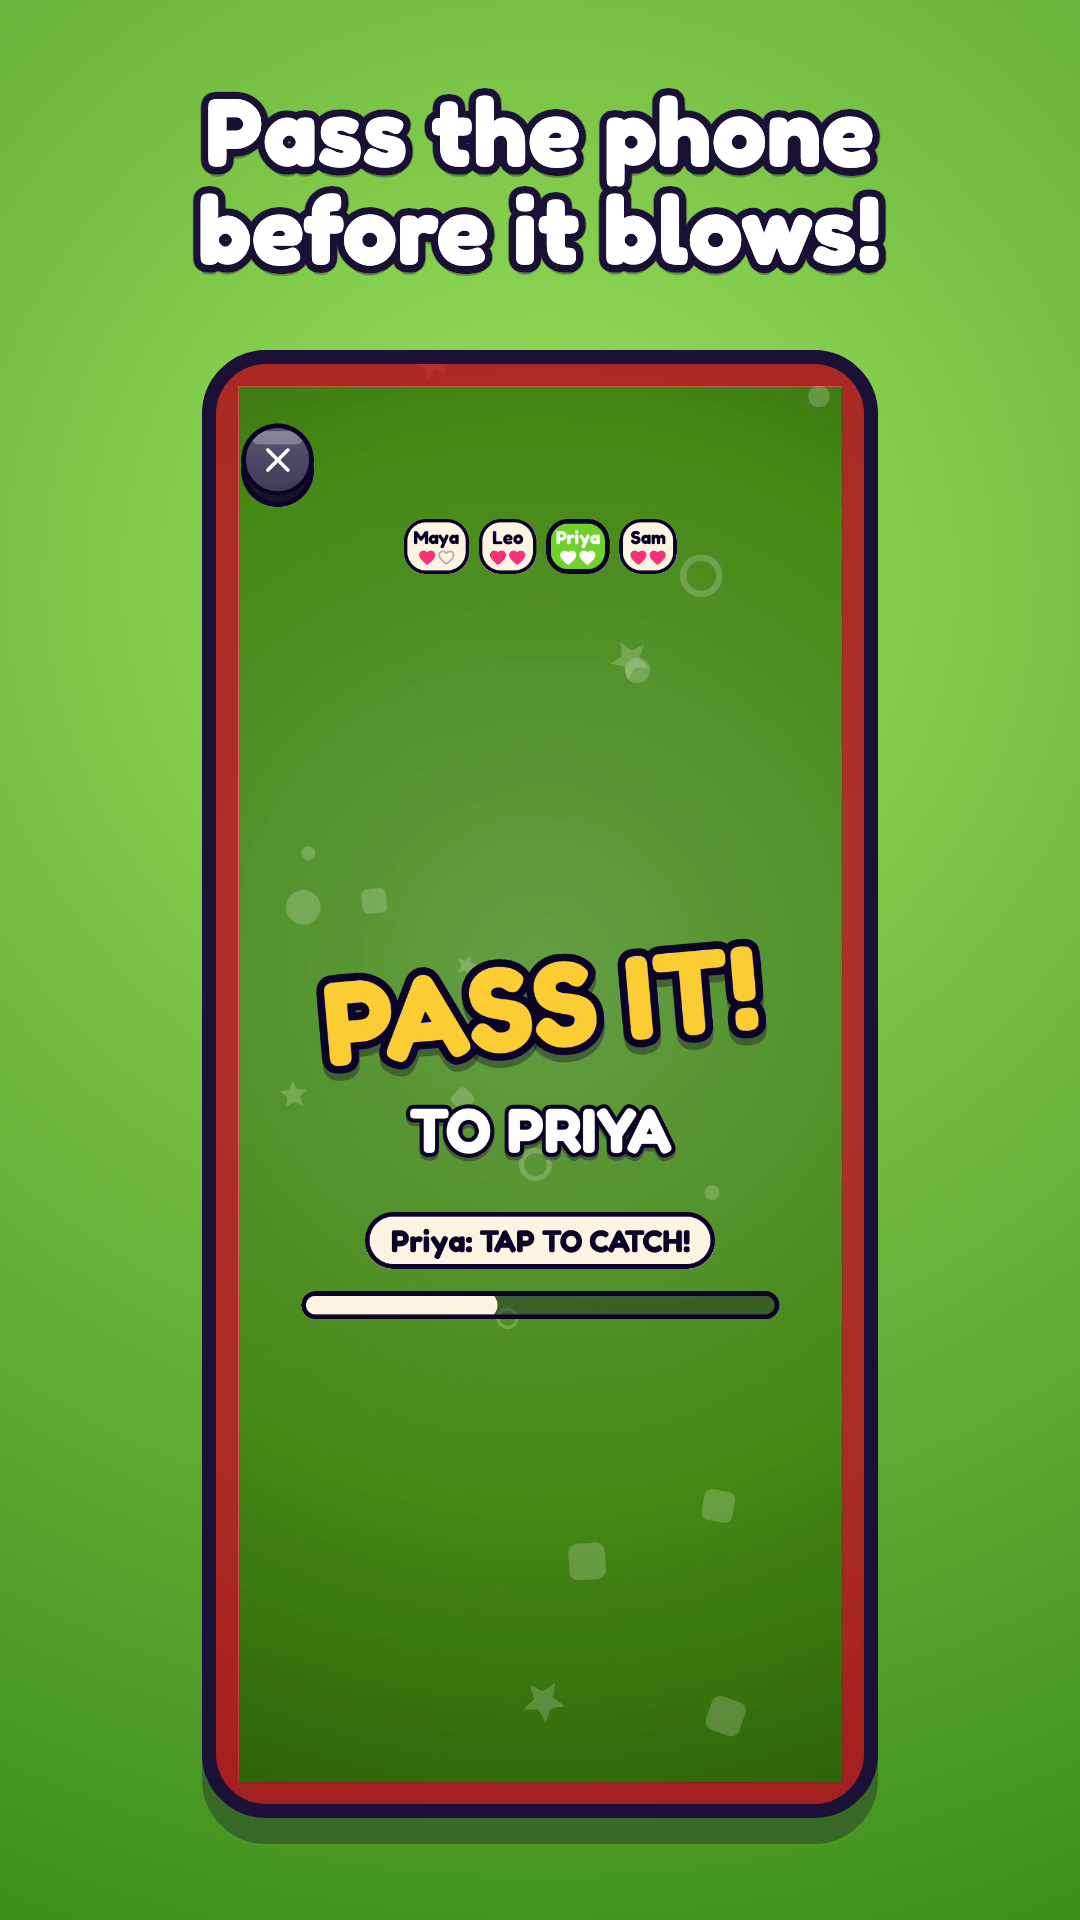 Pass the phone
before it blows!
Maya Leo Priya Sam
PASS IT!
TO PRIYA
Priya: TAP TO CATCH!